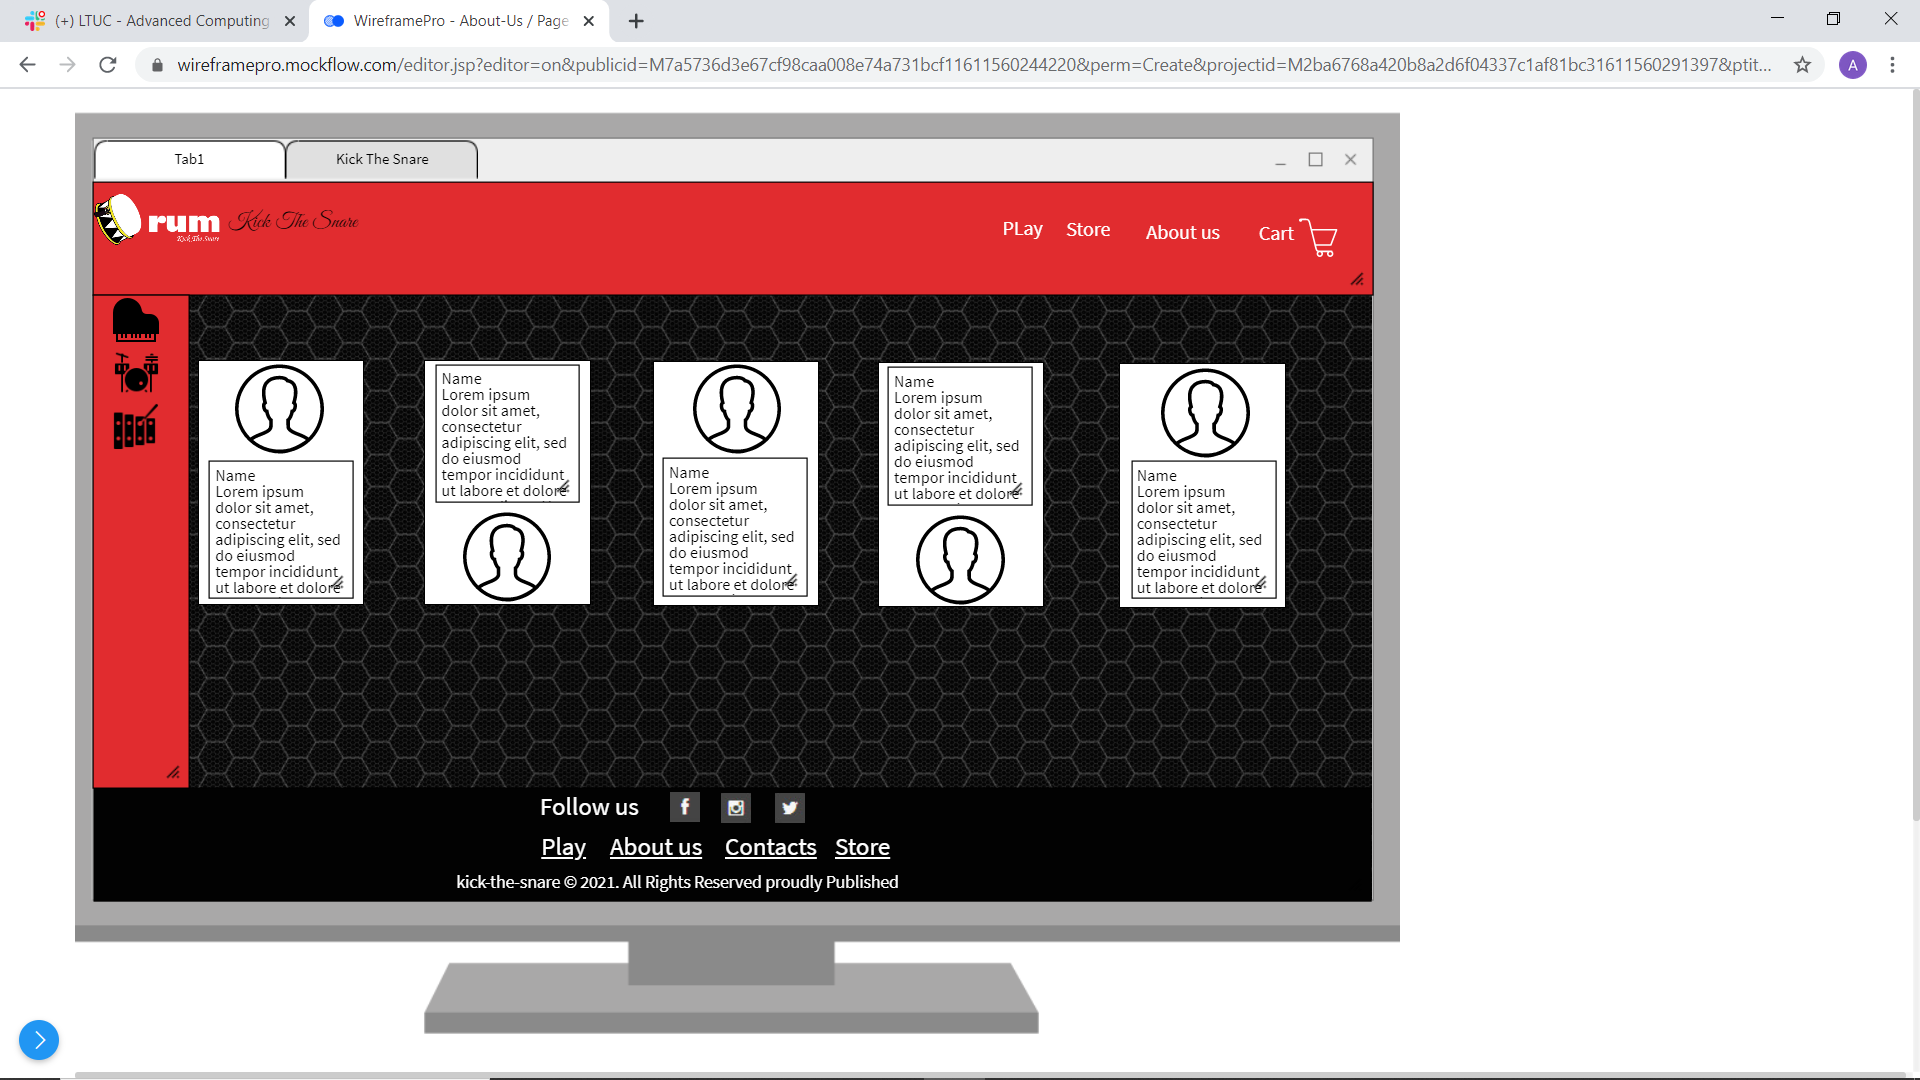 (+) LTUC - Advanced Computing
WireframePro - About-Us / Page
wireframepro.mockflow.com/editor.jsp?editor=on&publicid=M7a5736d3e67cf98caa008e74a731bcf11611560244220&perm=Create&projectid=M2ba6768a420b8a2d6f04337c1af81bc31611560291397&ptit...
A
Tab1
Kick The Snare
rum
Kick The Snare
Kick The Snare
PLay
Store
About us
Cart
Name
Lorem ipsum
dolor sit amet,
consectetur
adipiscing elit, sed
do eiusmod
tempor incididunt
ut labore et dolore
Name
Lorem ipsum
dolor sit amet,
consectetur
adipiscing elit, sed
do eiusmod
tempor incididunt
ut labore et dolore
Name
Lorem ipsum
dolor sit amet,
consectetur
adipiscing elit, sed
do eiusmod
tempor incididunt
ut labore et dolore
Name
Lorem ipsum
dolor sit amet,
consectetur
adipiscing elit, sed
do eiusmod
tempor incididunt
ut labore et dolore
Name
Lorem ipsum
dolor sit amet,
consectetur
adipiscing elit, sed
do eiusmod
tempor incididunt
ut labore et dolore
Follow us
Play About us Contacts Store
kick-the-snare © 2021. All Rights Reserved proudly Published